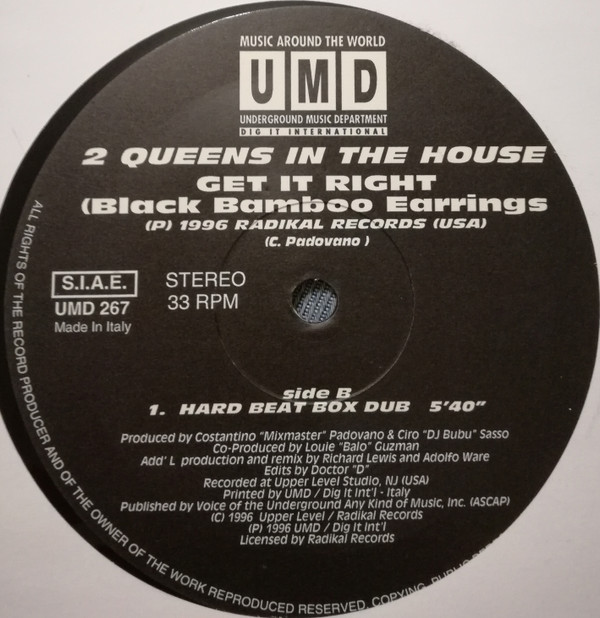 MUSIC AROUND THE WORLD
UMD
UNDERGROUND MUSIC DEPARTMENT
DIG IT INTERNATIONAL
2 QUEENS IN THE HOUSE
GET IT RIGHT
(Black Bamboo Earrings
(P) 1996 RADIKAL RECORDS (USA)
(C. Padovano )
S.I.A.E.
UMD 267
Made In Italy
STEREO
33 RPM
side B
1. HARD BEAT BOX DUB 5'40"
Produced by Costantino "Mixmaster" Padovano & Ciro "DJ Bubu" Sasso
Co-Produced by Louie "Balo" Guzman
Add' L production and remix by Richard Lewis and Adolfo Ware
Edits by Doctor "D"
Recorded at Upper Level Studio, NJ (USA)
Printed by UMD / Dig It Int'l - Italy
Published by Voice of the Underground Any Kind of Music, Inc. (ASCAP)
(C) 1996 Upper Level / Radikal Records
(P) 1996 UMD / Dig It Int'l
Licensed by Radikal Records
ALL RIGHTS OF THE RECORD PRODUCER AND OF THE OWNER OF THE WORK REPRODUCED RESERVED. COPYING,